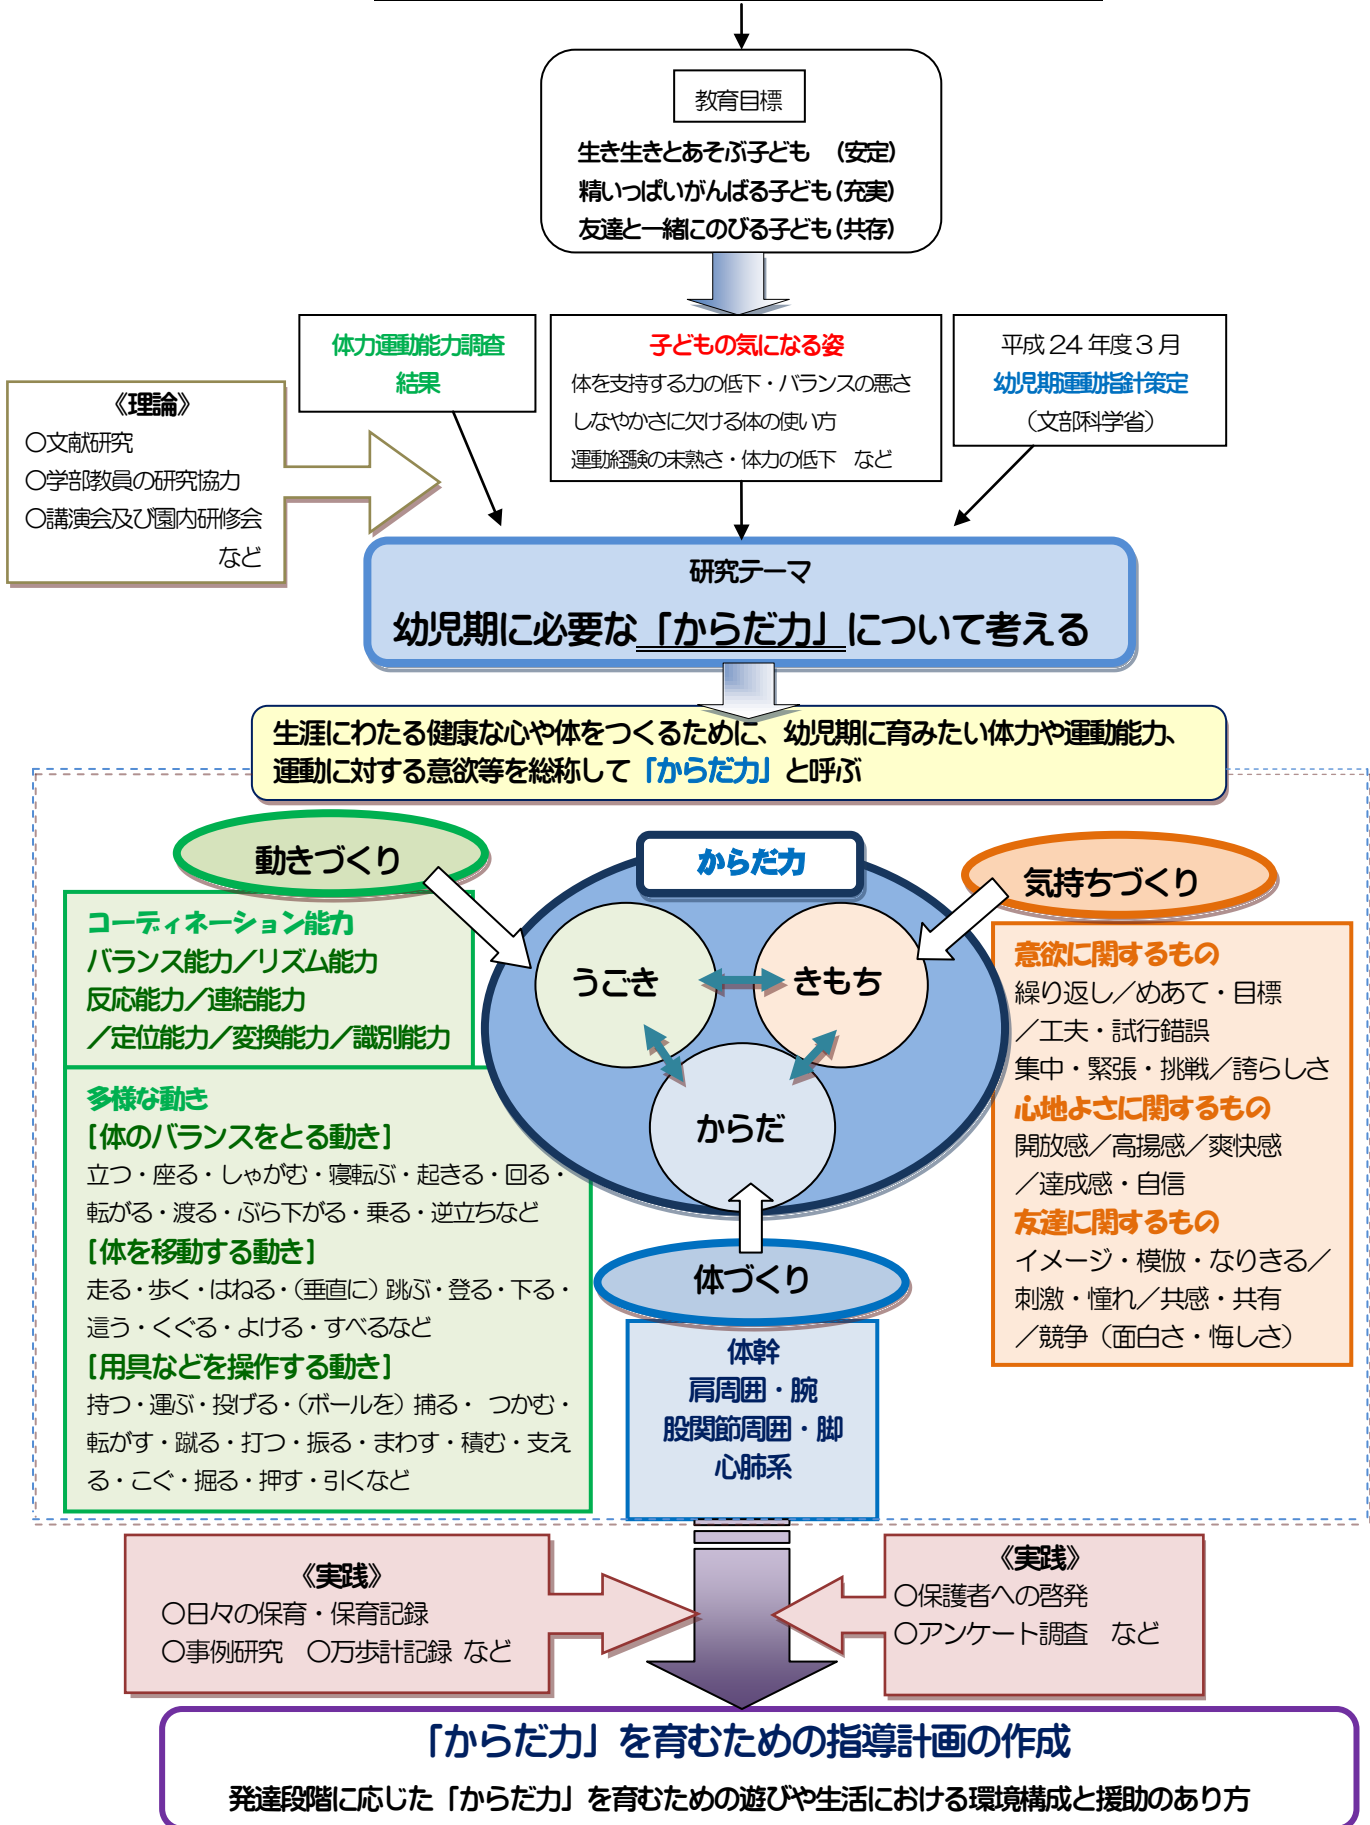 教育目標
生き生きとあそぶ子ども　(安定)
精いっぱいがんばる子ども(充実)
友達と一緒にのびる子ども(共存)
体力運動能力調査
結果
子どもの気になる姿
体を支持する力の低下・バランスの悪さ
しなやかさに欠ける体の使い方
運動経験の未熟さ・体力の低下　など
平成24年度3月
幼児期運動指針策定
(文部科学省)
《理論》
○文献研究
○学部教員の研究協力
○講演会及び園内研修会
など
研究テーマ
幼児期に必要な「からだ力」について考える
生涯にわたる健康な心や体をつくるために、幼児期に育みたい体力や運動能力、
運動に対する意欲等を総称して「からだ力」と呼ぶ
動きづくり
コーディネーション能力
バランス能力／リズム能力
反応能力／連結能力
／定位能力／変換能力／識別能力
多様な動き
[体のバランスをとる動き]
立つ・座る・しゃがむ・寝転ぶ・起きる・回る・
転がる・渡る・ぶら下がる・乗る・逆立ちなど
[体を移動する動き]
走る・歩く・はねる・(垂直に)跳ぶ・登る・下る・
這う・くぐる・よける・すべるなど
[用具などを操作する動き]
持つ・運ぶ・投げる・(ボールを)捕る・ つかむ・
転がす・蹴る・打つ・振る・まわす・積む・支え
る・こぐ・掘る・押す・引くなど
からだ力
うごき
きもち
からだ
体づくり
体幹
肩周囲・腕
股関節周囲・脚
心肺系
気持ちづくり
意欲に関するもの
繰り返し／めあて・目標
／工夫・試行錯誤
集中・緊張・挑戦／誇らしさ
心地よさに関するもの
開放感／高揚感／爽快感
／達成感・自信
友達に関するもの
イメージ・模倣・なりきる／
刺激・憧れ／共感・共有
／競争（面白さ・悔しさ）
《実践》
○日々の保育・保育記録
○事例研究　○万歩計記録 など
《実践》
○保護者への啓発
○アンケート調査　など
「からだ力」を育むための指導計画の作成
発達段階に応じた「からだ力」を育むための遊びや生活における環境構成と援助のあり方